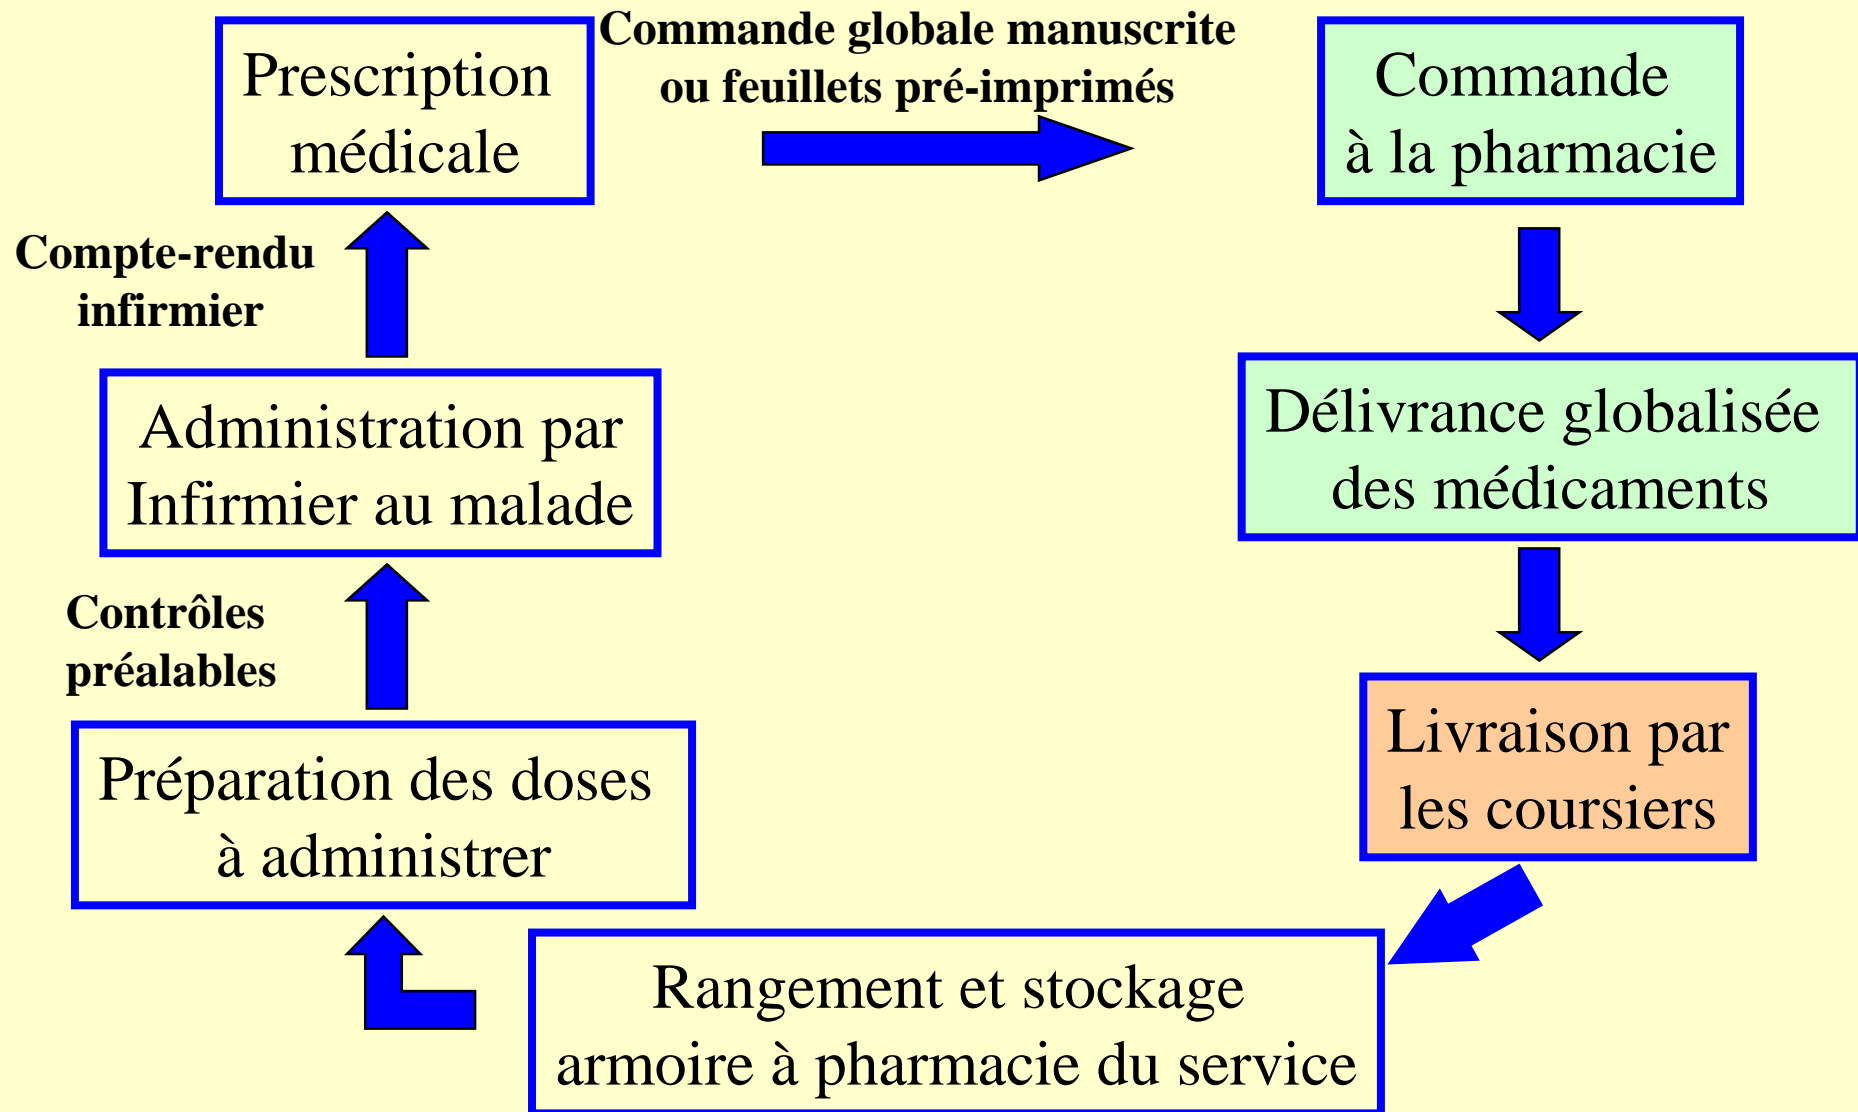 Prescription
médicale
Commande globale manuscrite
ou feuillets pré-imprimés
Commande
à la pharmacie
Compte-rendu
infirmier
Délivrance globalisée
des médicaments
Administration par
Infirmier au malade
Contrôles
préalables
Livraison par
les coursiers
Préparation des doses
à administrer
Rangement et stockage
armoire à pharmacie du service